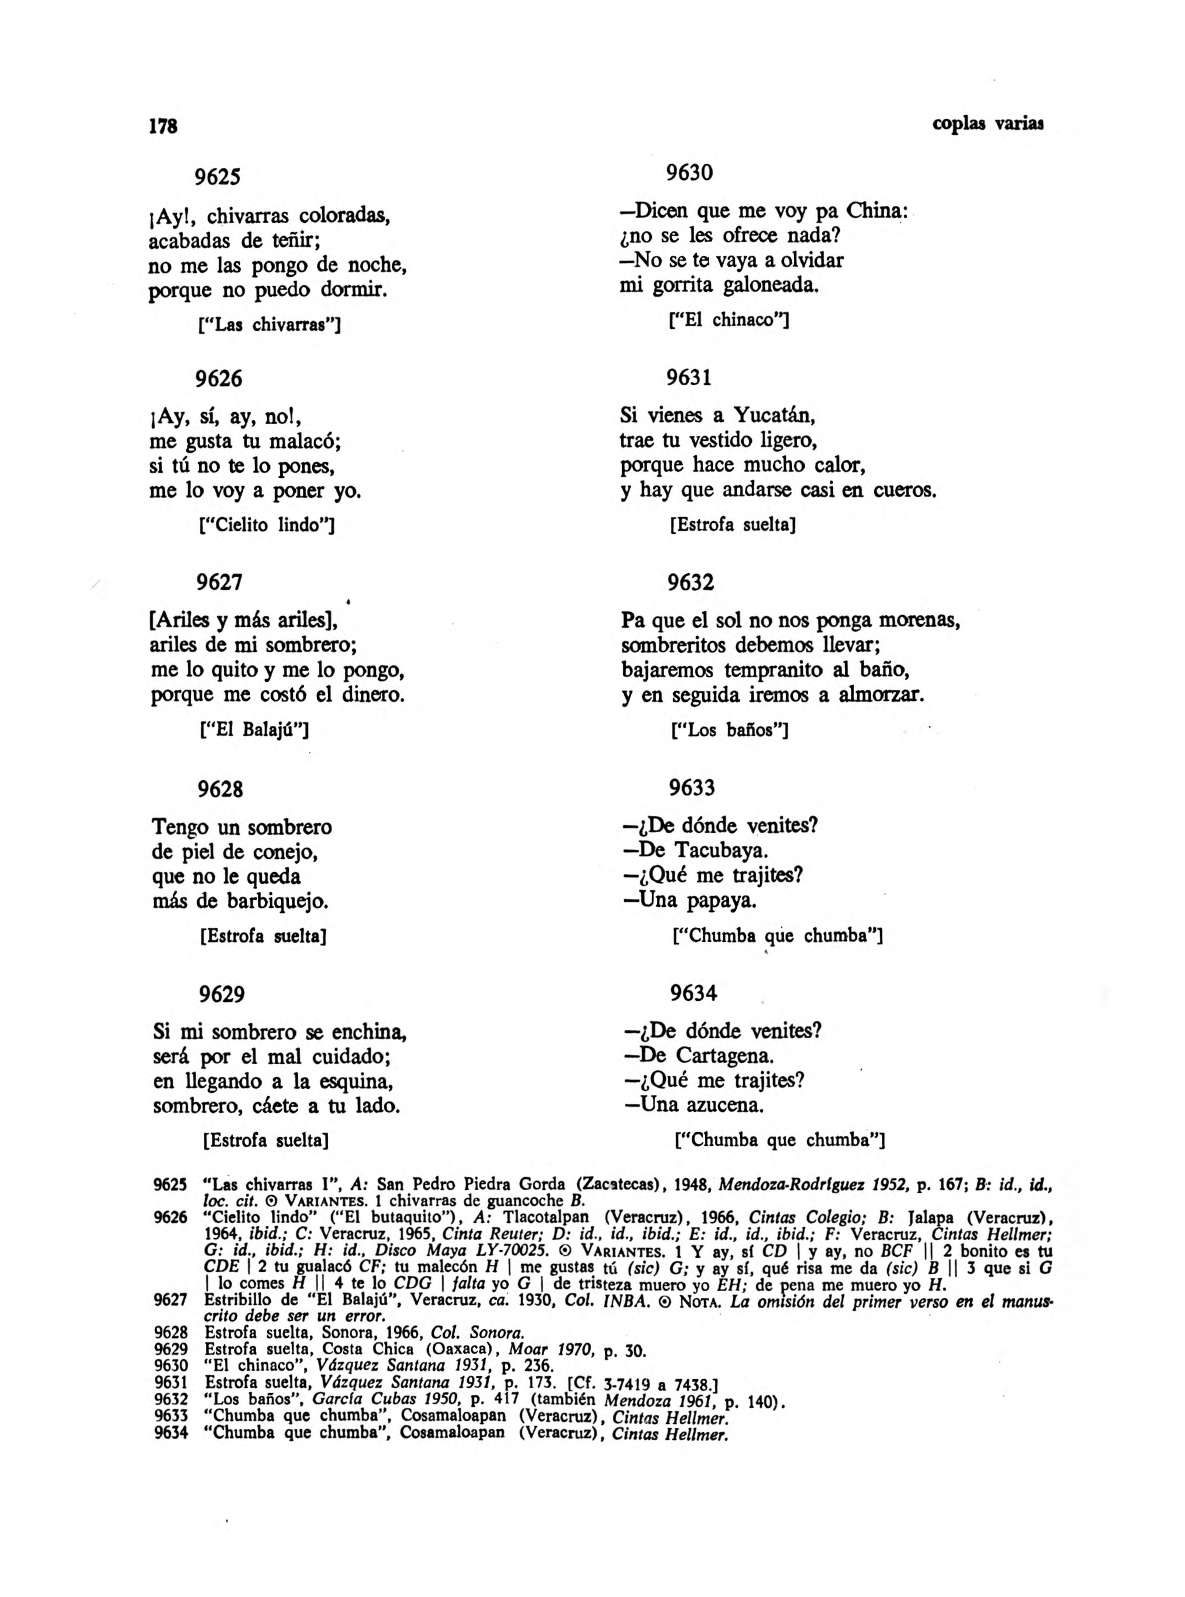 178
coplas varias
9625
¡Ay!, chivarras coloradas,
acabadas de teñir;
no me las pongo de noche,
porque no puedo dormir.
["Las chivarras"]
9626
¡Ay, sí, ay, no!,
me gusta tu malacó;
si tú no te lo pones,
me lo voy a poner yo.
["Cielito lindo"]
9627
[Ariles y más ariles],
ariles de mi sombrero;
me lo quito y me lo pongo,
porque me costó el dinero.
["El Balajú"]
9628
Tengo un sombrero
de piel de conejo,
que no le queda
más de barbiquejo.
[Estrofa suelta]
9629
Si mi sombrero se enchina,
será por el mal cuidado;
en llegando a la esquina,
sombrero, cáete a tu lado.
[Estrofa suelta]
9630
—Dicen que me voy pa China:
¿no se les ofrece nada?
—No se te vaya a olvidar
mi gorrita galoneada.
["El chinaco"]
9631
Si vienes a Yucatán,
trae tu vestido ligero,
porque hace mucho calor,
y hay que andarse casi en cueros.
[Estrofa suelta]
9632
Pa que el sol no nos ponga morenas,
sombreritos debemos llevar;
bajaremos tempranito al baño,
y en seguida iremos a almorzar.
["Los baños"]
9633
—¿De dónde venites?
—De Tacubaya.
—¿Qué me trajites?
—Una papaya.
["Chumba que chumba"]
9634
—¿De dónde venites?
—De Cartagena.
—¿Qué me trajites?
—Una azucena.
["Chumba que chumba"]
9625 "Las chivarras I", A: San Pedro Piedra Gorda (Zacatecas), 1948, Mendoza-Rodríguez 1952, p. 167; B: id., id.,
loc. cit. ⊙ VARIANTES. 1 chivarras de guancoche B.
9626 "Cielito lindo" ("El butaquito"), A: Tlacotalpan (Veracruz), 1966, Cintas Colegio; B: Jalapa (Veracruz),
1964, ibid.; C: Veracruz, 1965, Cinta Reuter; D: id., id., ibid.; E: id., id., ibid.; F: Veracruz, Cintas Hellmer;
G: id., ibid.; H: id., Disco Maya LY-70025. ⊙ VARIANTES. 1 Y ay, sí CD | y ay, no BCF || 2 bonito es tu
CDE | 2 tu gualacó CF; tu malecón H | me gustas tú (sic) G; y ay sí, qué risa me da (sic) B || 3 que si G
| lo comes H || 4 te lo CDG | falta yo G | de tristeza muero yo EH; de pena me muero yo H.
9627 Estribillo de "El Balajú", Veracruz, ca. 1930, Col. INBA. ⊙ NOTA. La omisión del primer verso en el manus-
crito debe ser un error.
9628 Estrofa suelta, Sonora, 1966, Col. Sonora.
9629 Estrofa suelta, Costa Chica (Oaxaca), Moar 1970, p. 30.
9630 "El chinaco", Vázquez Santana 1931, p. 236.
9631 Estrofa suelta, Vázquez Santana 1931, p. 173. [Cf. 3-7419 a 7438.]
9632 "Los baños", García Cubas 1950, p. 417 (también Mendoza 1961, p. 140).
9633 "Chumba que chumba", Cosamaloapan (Veracruz), Cintas Hellmer.
9634 "Chumba que chumba", Cosamaloapan (Veracruz), Cintas Hellmer.